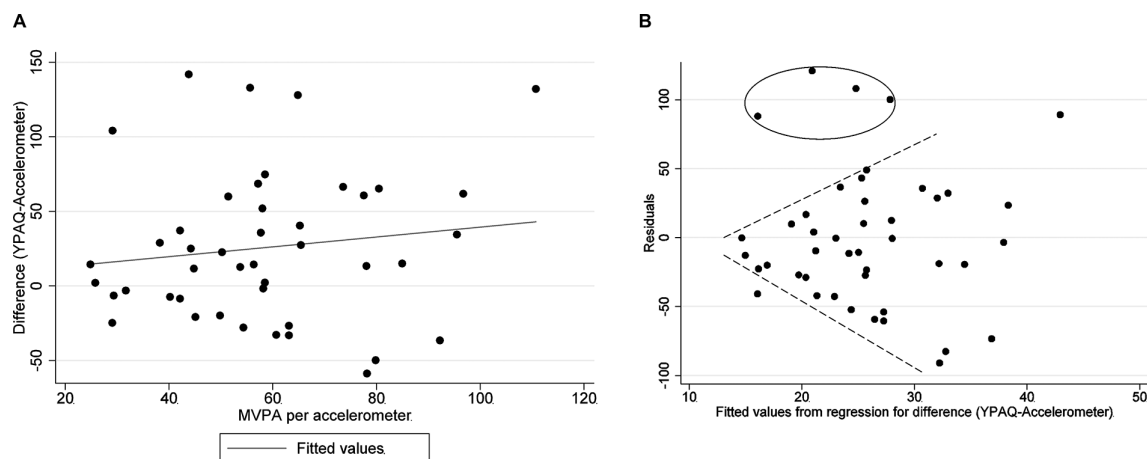 A
Difference (YPAQ-Accelerometer)
150
100
50
0
-50
20 40 60 80 100 120
MVPA per accelerometer
Fitted values
B
Residuals
100
50
0
-50
-100
10 20 30 40 50
Fitted values from regression for difference (YPAQ-Accelerometer)